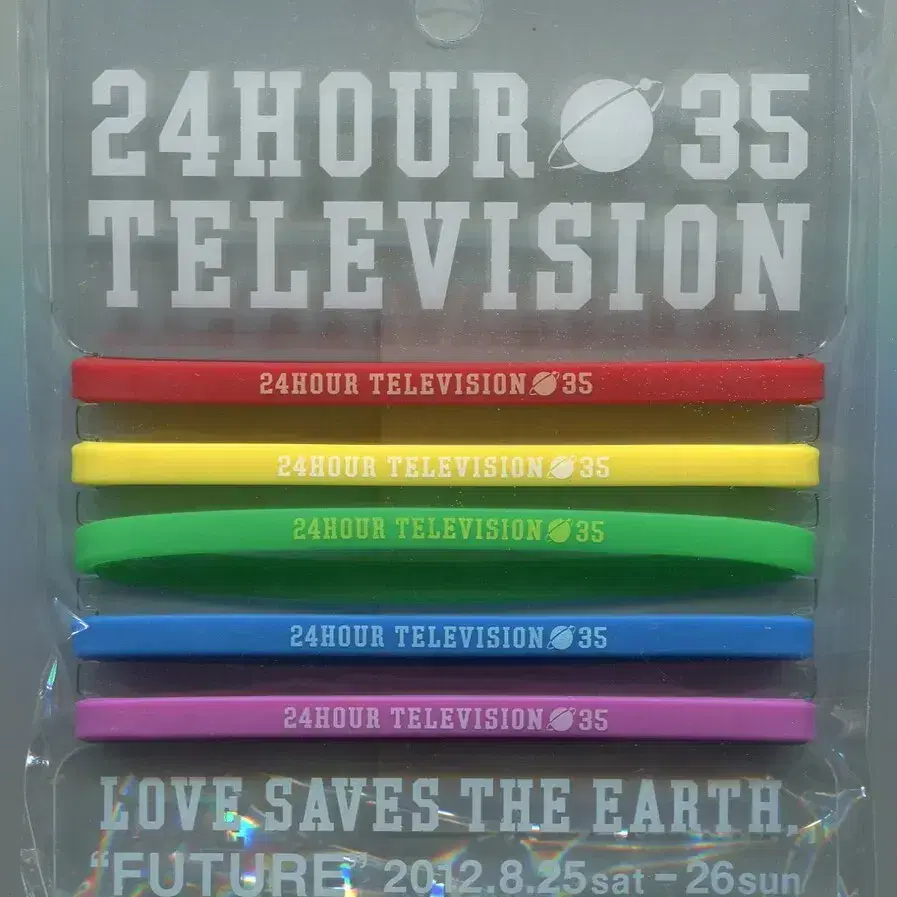 24HOUR 35
TELEVISION
24HOUR TELEVISION 35
24HOUR TELEVISION 35
24HOUR TELEVISION 35
24HOUR TELEVISION 35
24HOUR TELEVISION 35
LOVE SAVES THE EARTH.
"FUTURE" 2012.8.25sat - 26sun